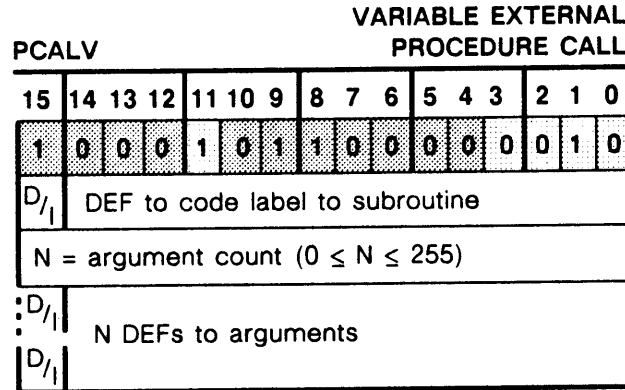 VARIABLE EXTERNAL
PCALV PROCEDURE CALL
15 14 13 12 11 10 9 8 7 6 5 4 3 2 1 0
1 0 0 0 1 0 1 1 0 0 0 0 0 0 1 0
D/I DEF to code label to subroutine
N = argument count (0 ≤ N ≤ 255)
D/I
N DEFs to arguments
D/I